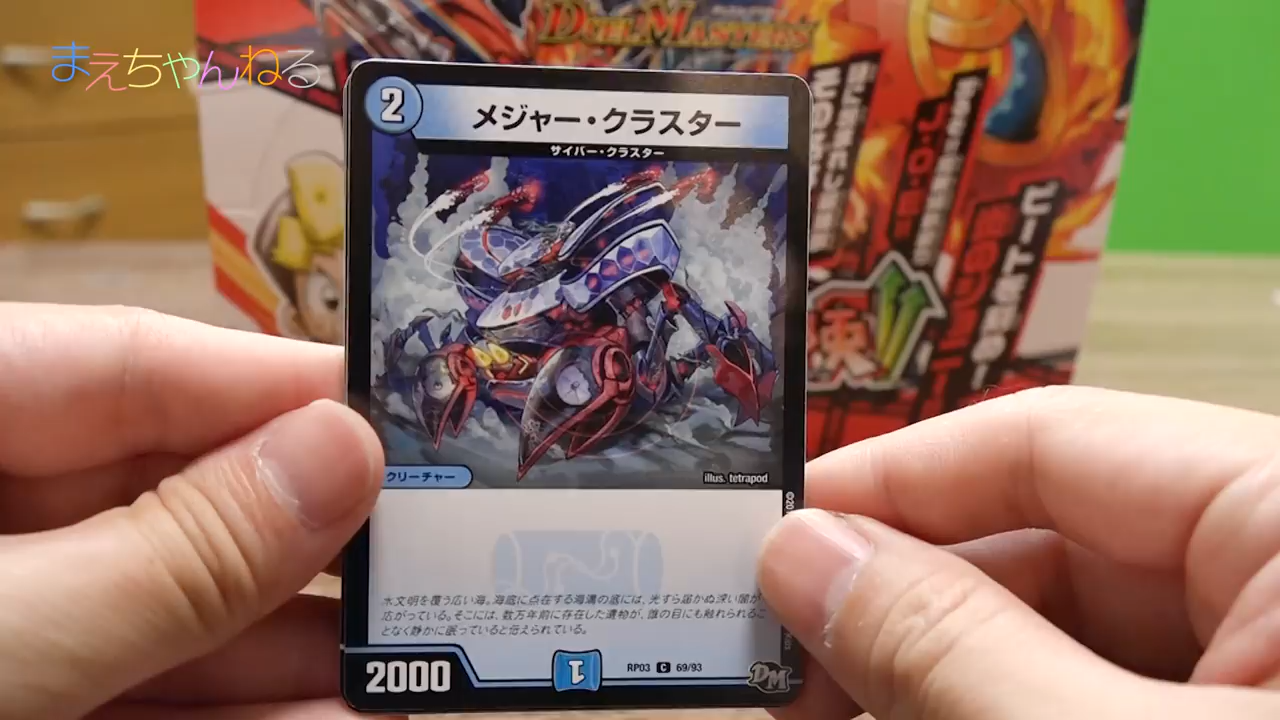 まえちゃんねる
DUEL MASTERS
2
メジャー・クラスター
サイバー・クラスター
クリーチャー
illus. tetrapod
水文明を覆う広い海。海底に点在する海溝の底には、光すら届かぬ深い闇が
広がっている。そこには、数万年前に存在した遺物が、誰の目にも触れられるこ
となく静かに眠っていると伝えられている。
2000
1
RP03 C 69/93
DM